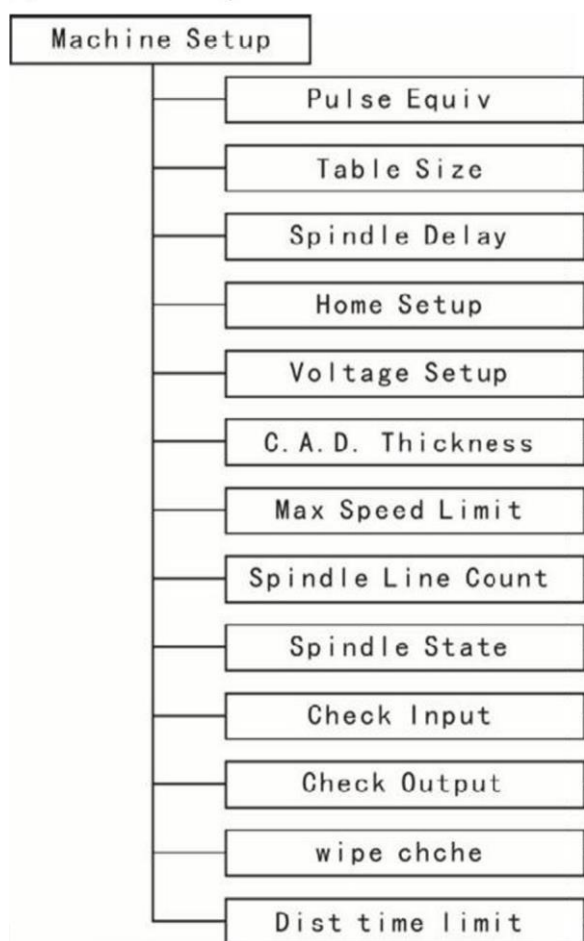 Machine Setup
Pulse Equiv
Table Size
Spindle Delay
Home Setup
Voltage Setup
C.A.D. Thickness
Max Speed Limit
Spindle Line Count
Spindle State
Check Input
Check Output
wipe chche
Dist time limit